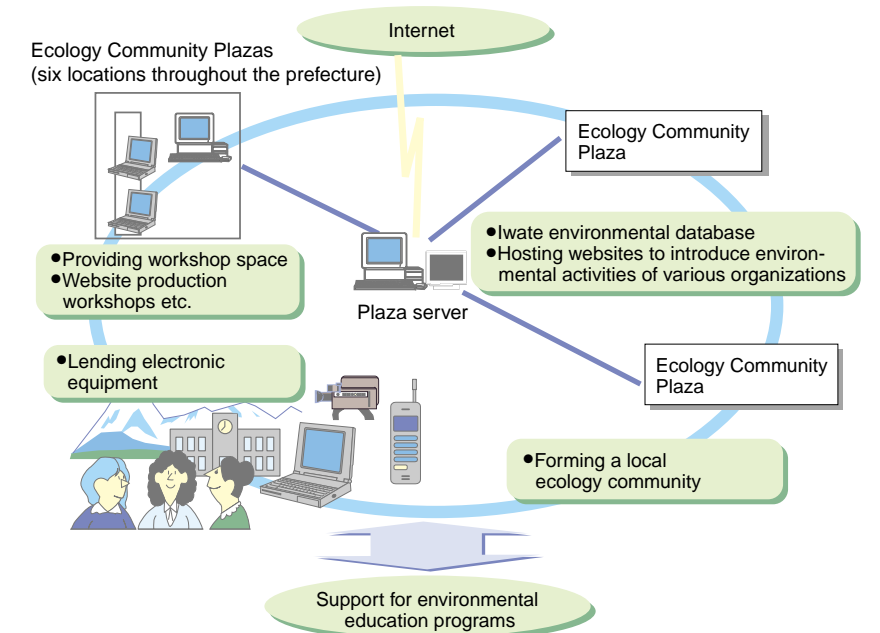 Internet
Ecology Community Plazas
(six locations throughout the prefecture)
Ecology Community
Plaza
●Providing workshop space
●Website production
workshops etc.
●Iwate environmental database
●Hosting websites to introduce environ-
mental activities of various organizations
Plaza server
●Lending electronic
equipment
Ecology Community
Plaza
●Forming a local
ecology community
Support for environmental
education programs